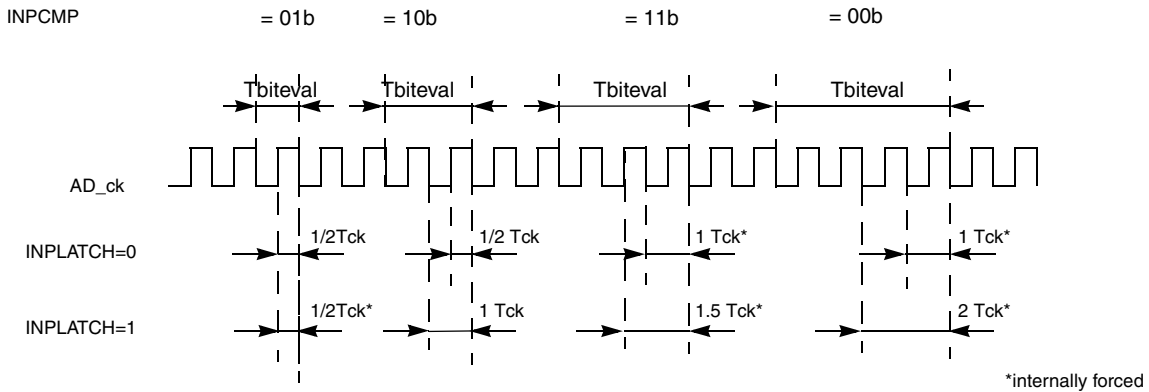 INPCMP = 01b = 10b = 11b = 00b
Tbiteval Tbiteval Tbiteval Tbiteval
AD_ck
INPLATCH=0 1/2Tck 1/2 Tck 1 Tck* 1 Tck*
INPLATCH=1 1/2Tck* 1 Tck 1.5 Tck* 2 Tck*
*internally forced